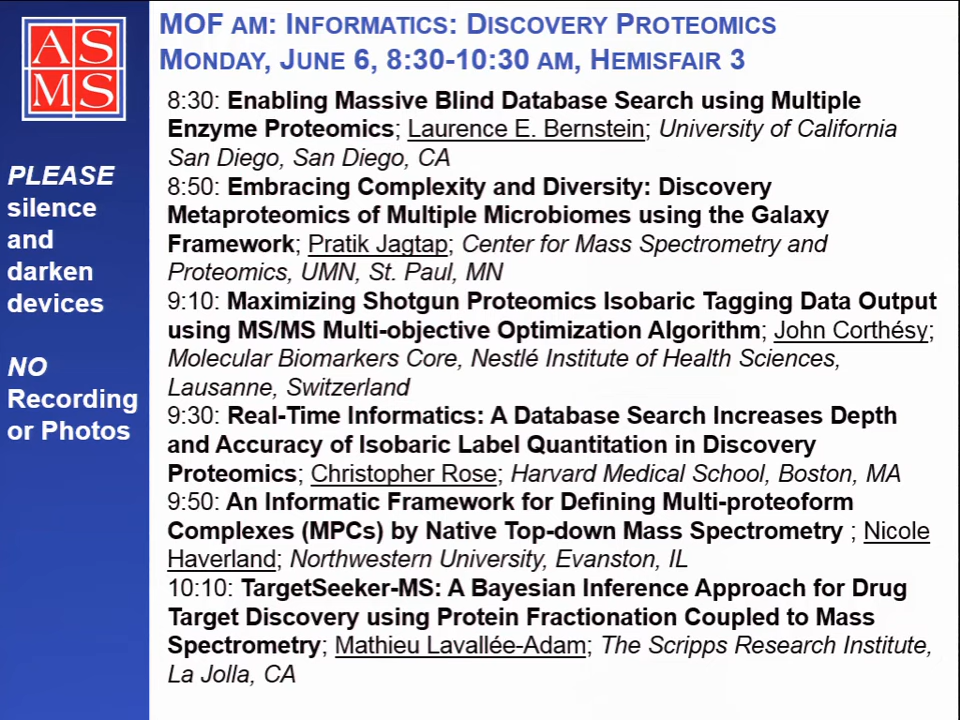 AS
MS
MOF AM: INFORMATICS: DISCOVERY PROTEOMICS
MONDAY, JUNE 6, 8:30-10:30 AM, HEMISFAIR 3
PLEASE
silence
and
darken
devices
NO
Recording
or Photos
8:30: Enabling Massive Blind Database Search using Multiple
Enzyme Proteomics; Laurence E. Bernstein; University of California
San Diego, San Diego, CA
8:50: Embracing Complexity and Diversity: Discovery
Metaproteomics of Multiple Microbiomes using the Galaxy
Framework; Pratik Jagtap; Center for Mass Spectrometry and
Proteomics, UMN, St. Paul, MN
9:10: Maximizing Shotgun Proteomics Isobaric Tagging Data Output
using MS/MS Multi-objective Optimization Algorithm; John Corthésy;
Molecular Biomarkers Core, Nestlé Institute of Health Sciences,
Lausanne, Switzerland
9:30: Real-Time Informatics: A Database Search Increases Depth
and Accuracy of Isobaric Label Quantitation in Discovery
Proteomics; Christopher Rose; Harvard Medical School, Boston, MA
9:50: An Informatic Framework for Defining Multi-proteoform
Complexes (MPCs) by Native Top-down Mass Spectrometry ; Nicole
Haverland; Northwestern University, Evanston, IL
10:10: TargetSeeker-MS: A Bayesian Inference Approach for Drug
Target Discovery using Protein Fractionation Coupled to Mass
Spectrometry; Mathieu Lavallée-Adam; The Scripps Research Institute,
La Jolla, CA